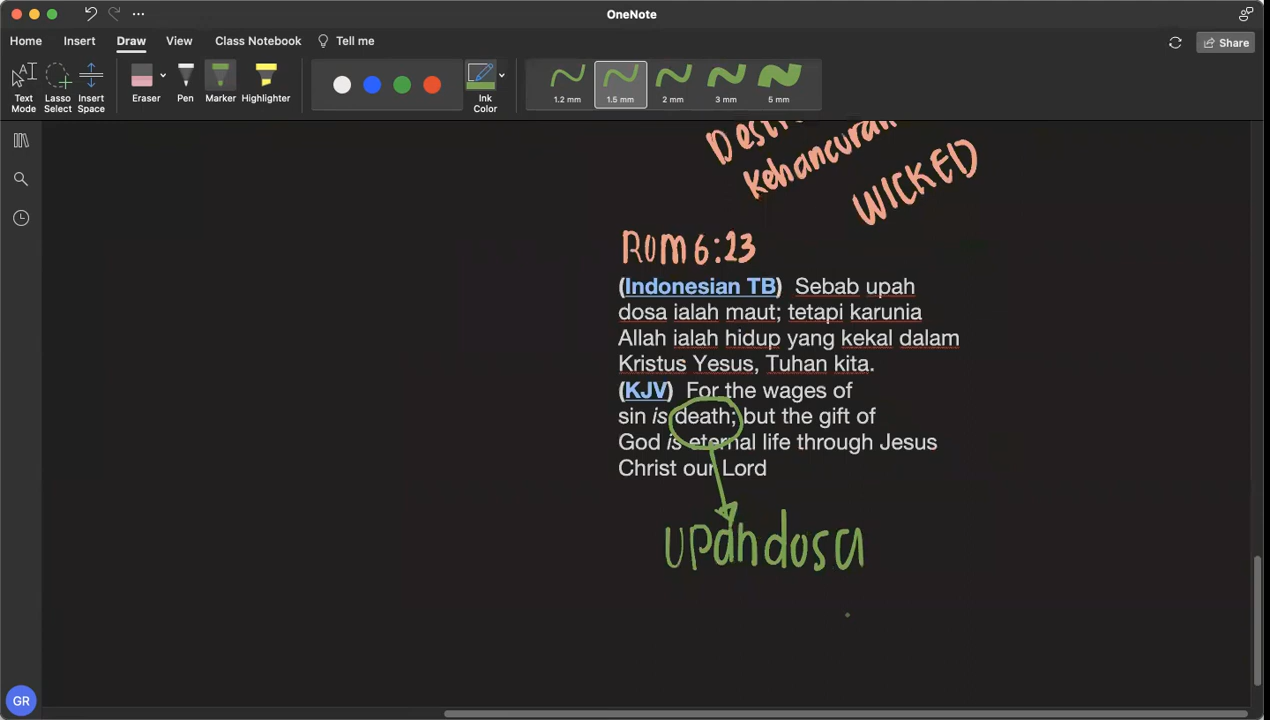 OneNote
Home Insert Draw View Class Notebook Tell me
Share
Text Mode
Lasso Select
Insert Space
Eraser
Pen
Marker
Highlighter
Ink Color
1.2 mm
1.5 mm
2 mm
3 mm
5 mm
Kehancuran
WICKED
ROM 6:23
(Indonesian TB) Sebab upah
dosa ialah maut; tetapi karunia
Allah ialah hidup yang kekal dalam
Kristus Yesus, Tuhan kita.
(KJV) For the wages of
sin is death; but the gift of
God is eternal life through Jesus
Christ our Lord
upah dosa
GR